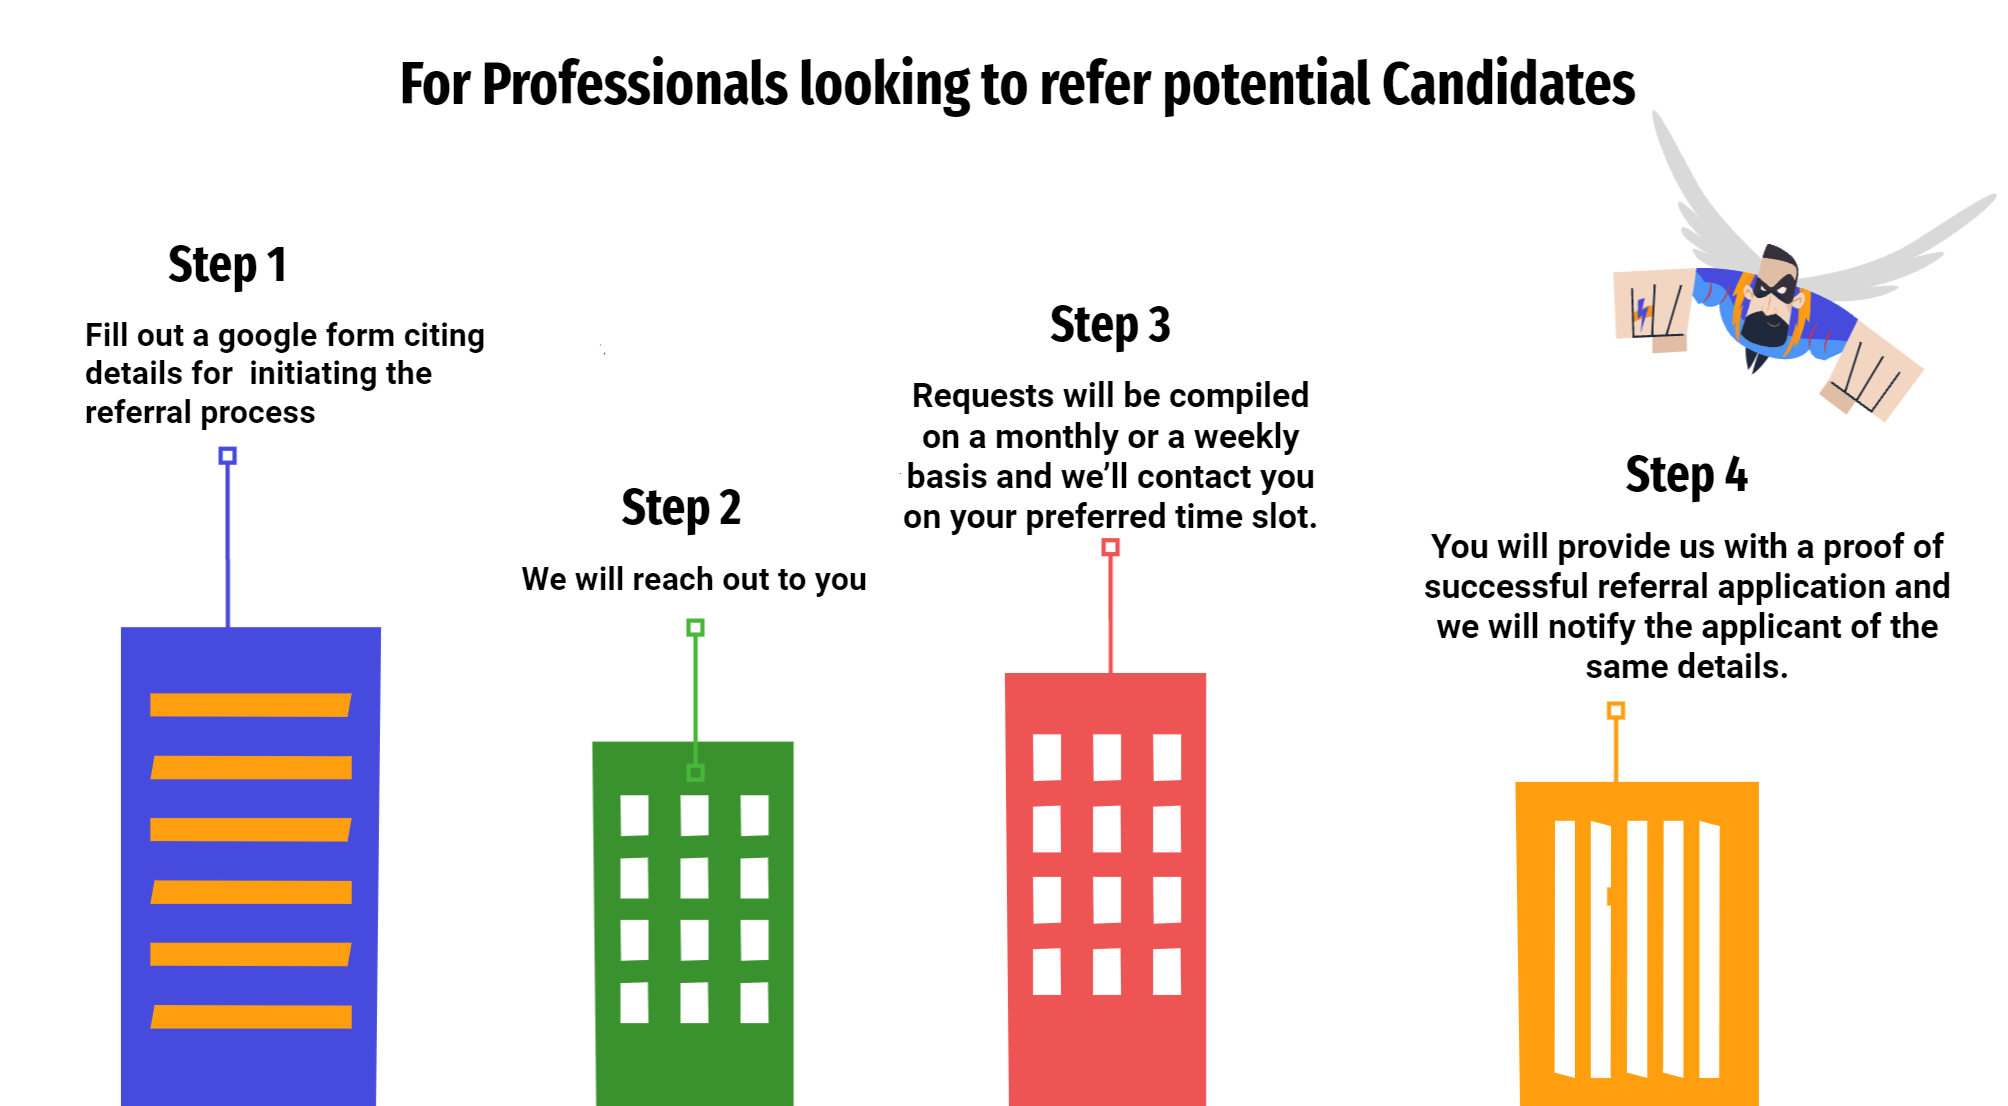 For Professionals looking to refer potential Candidates
Step 1
Fill out a google form citing
details for  initiating the
referral process
Step 2
We will reach out to you
Step 3
Requests will be compiled
on a monthly or a weekly
basis and we’ll contact you
on your preferred time slot.
Step 4
You will provide us with a proof of
successful referral application and
we will notify the applicant of the
same details.